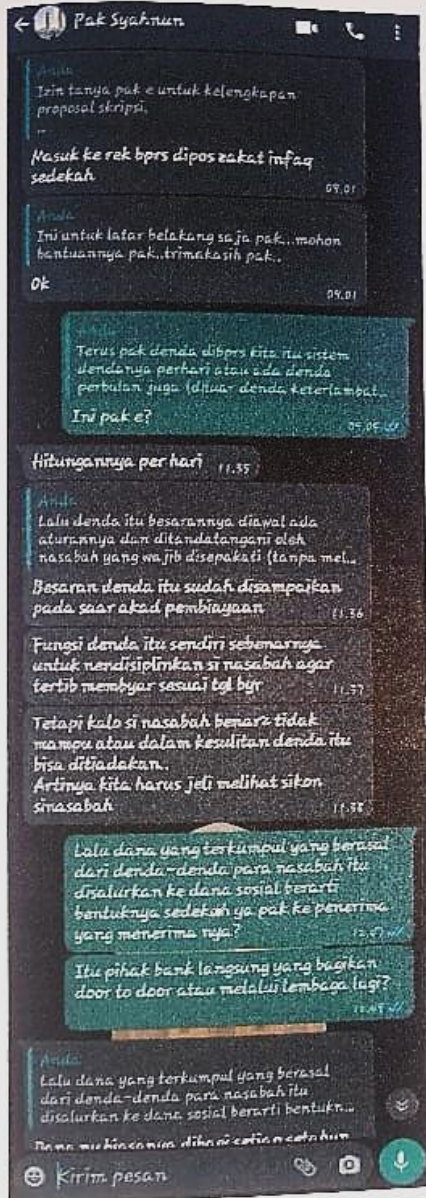 Pak Syahnun
Anda
Izin tanya pak e untuk kelengkapan
proposal skripsi.
..
Masuk ke rek bprs dipos zakat infaq
sedekah
09.01
Anda
Ini untuk latar belakang saja pak...mohon
bantuannya pak..trimakasih pak..
Ok
09.01
Anda
Terus pak denda dibprs kita itu sistem
dendanya perhari atau ada denda
perbulan juga (diluar denda keterlambat...
Ini pak e?
09.05
Hitungannya per hari 11.35
Anda
Lalu denda itu besarannya diawal ada
aturannya dan ditandatangani oleh
nasabah yang wajib disepakati (tanpa mel...
Besaran denda itu sudah disampaikan
pada saar akad pembiayaan
11.36
Fungsi denda itu sendiri sebenarnya
untuk nendisiplinkan si nasabah agar
tertib membyar sesuai tgl byr
11.37
Tetapi kalo si nasabah benar2 tidak
mampu atau dalam kesulitan denda itu
bisa ditiadakan..
Artinya kita harus jeli melihat sikon
sinasabah
11.38
Lalu dana yang terkumpul yang berasal
dari denda-denda para nasabah itu
disalurkan ke dana sosial berarti
bentuknya sedekah ya pak ke penerima
yang menerima nya?
Itu pihak bank langsung yang bagikan
door to door atau melalui lembaga lagi?
Anda
Lalu dana yang terkumpul yang berasal
dari denda-denda para nasabah itu
disalurkan ke dana sosial berarti bentukn...
Kirim pesan